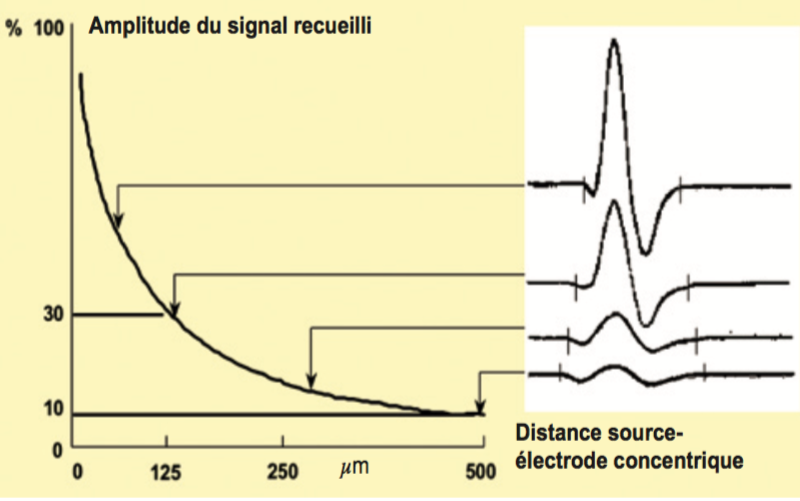 % 100 Amplitude du signal recueilli
30
10
0
0 125 250 µm 500
Distance source-
électrode concentrique